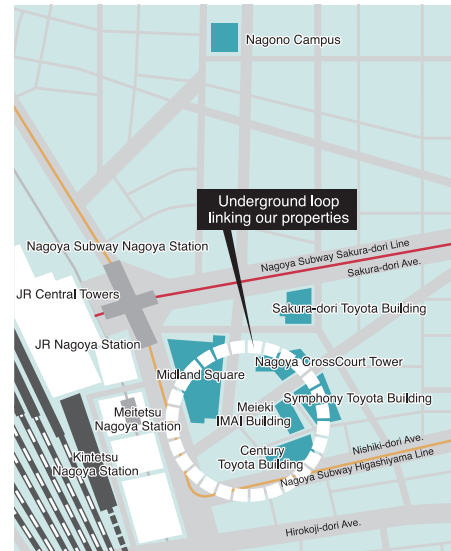 Nagono Campus
Underground loop
linking our properties
Nagoya Subway Nagoya Station
Nagoya Subway Sakura-dori Line
Sakura-dori Ave.
JR Central Towers
Sakura-dori Toyota Building
JR Nagoya Station
Nagoya CrossCourt Tower
Midland Square
Symphony Toyota Building
Meitetsu
Nagoya Station
Meieki
IMAI Building
Kintetsu
Nagoya Station
Century
Toyota Building
Nishiki-dori Ave.
Nagoya Subway Higashiyama Line
Hirokoji-dori Ave.